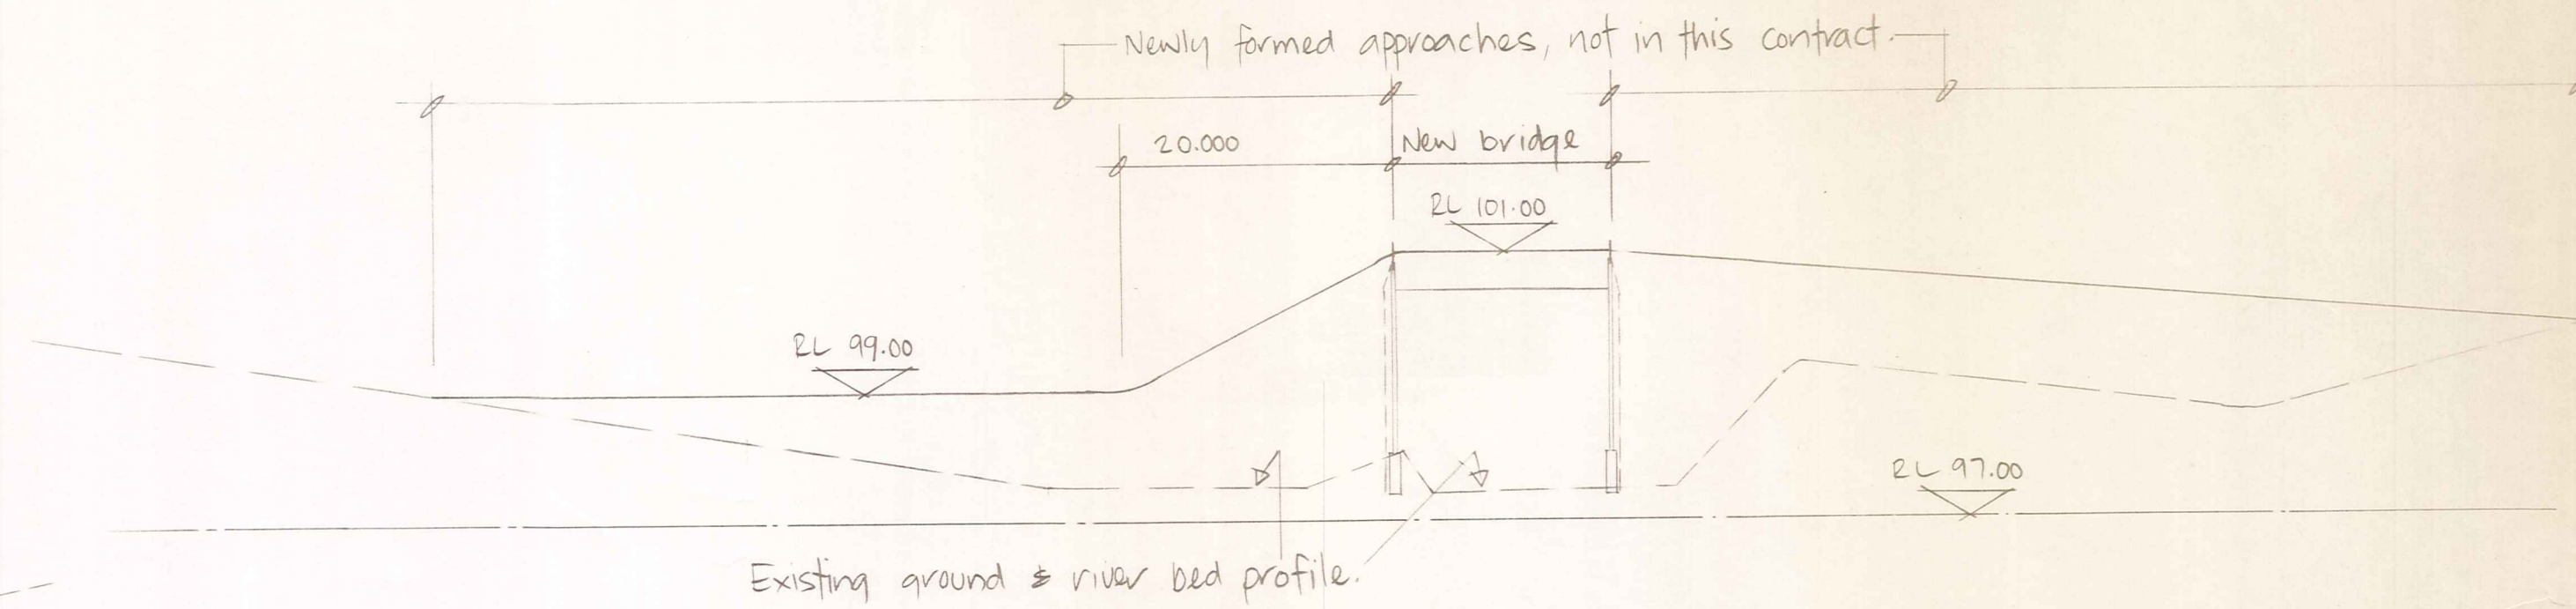 Newly formed approaches, not in this contract.
20.000
New bridge
RL 101.00
RL 99.00
RL 97.00
Existing ground & river bed profile.